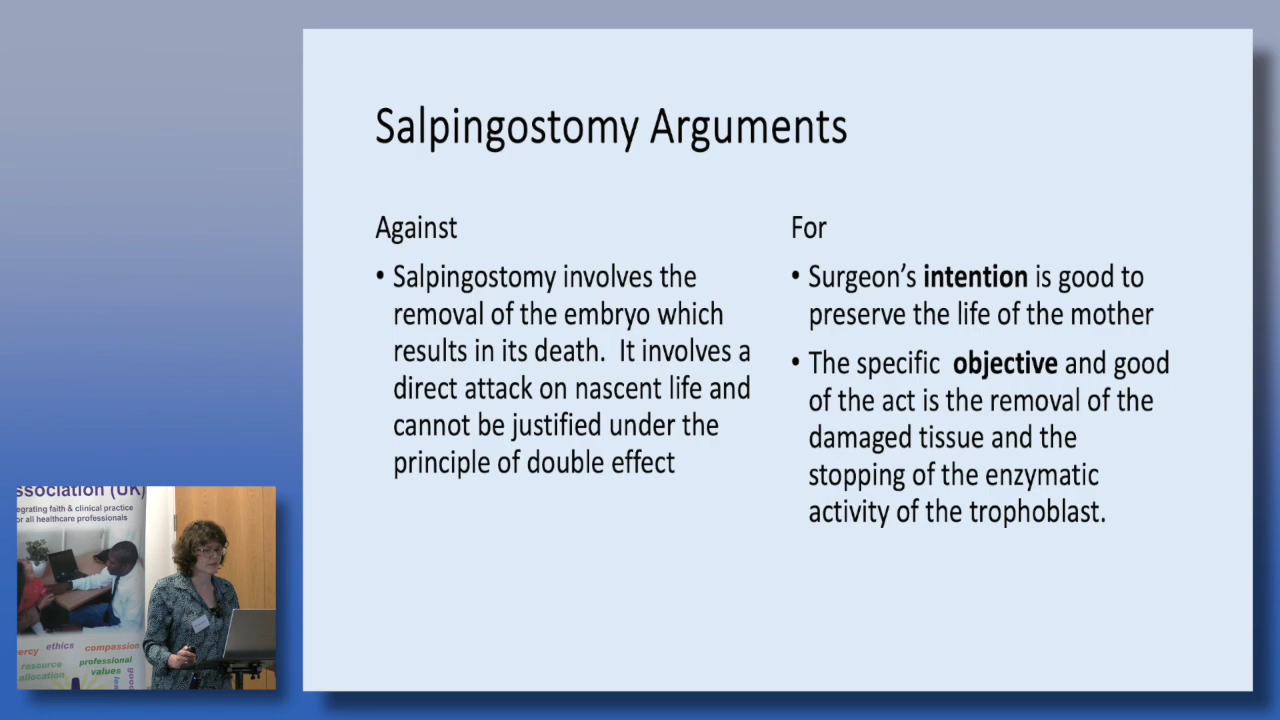 Salpingostomy Arguments
Against
• Salpingostomy involves the
removal of the embryo which
results in its death.  It involves a
direct attack on nascent life and
cannot be justified under the
principle of double effect
For
• Surgeon’s intention is good to
preserve the life of the mother
• The specific  objective and good
of the act is the removal of the
damaged tissue and the
stopping of the enzymatic
activity of the trophoblast.
ssociation (UK)
egrating faith & clinical practice
or all healthcare professionals
ercy ethics compassion
resource professional
allocation values